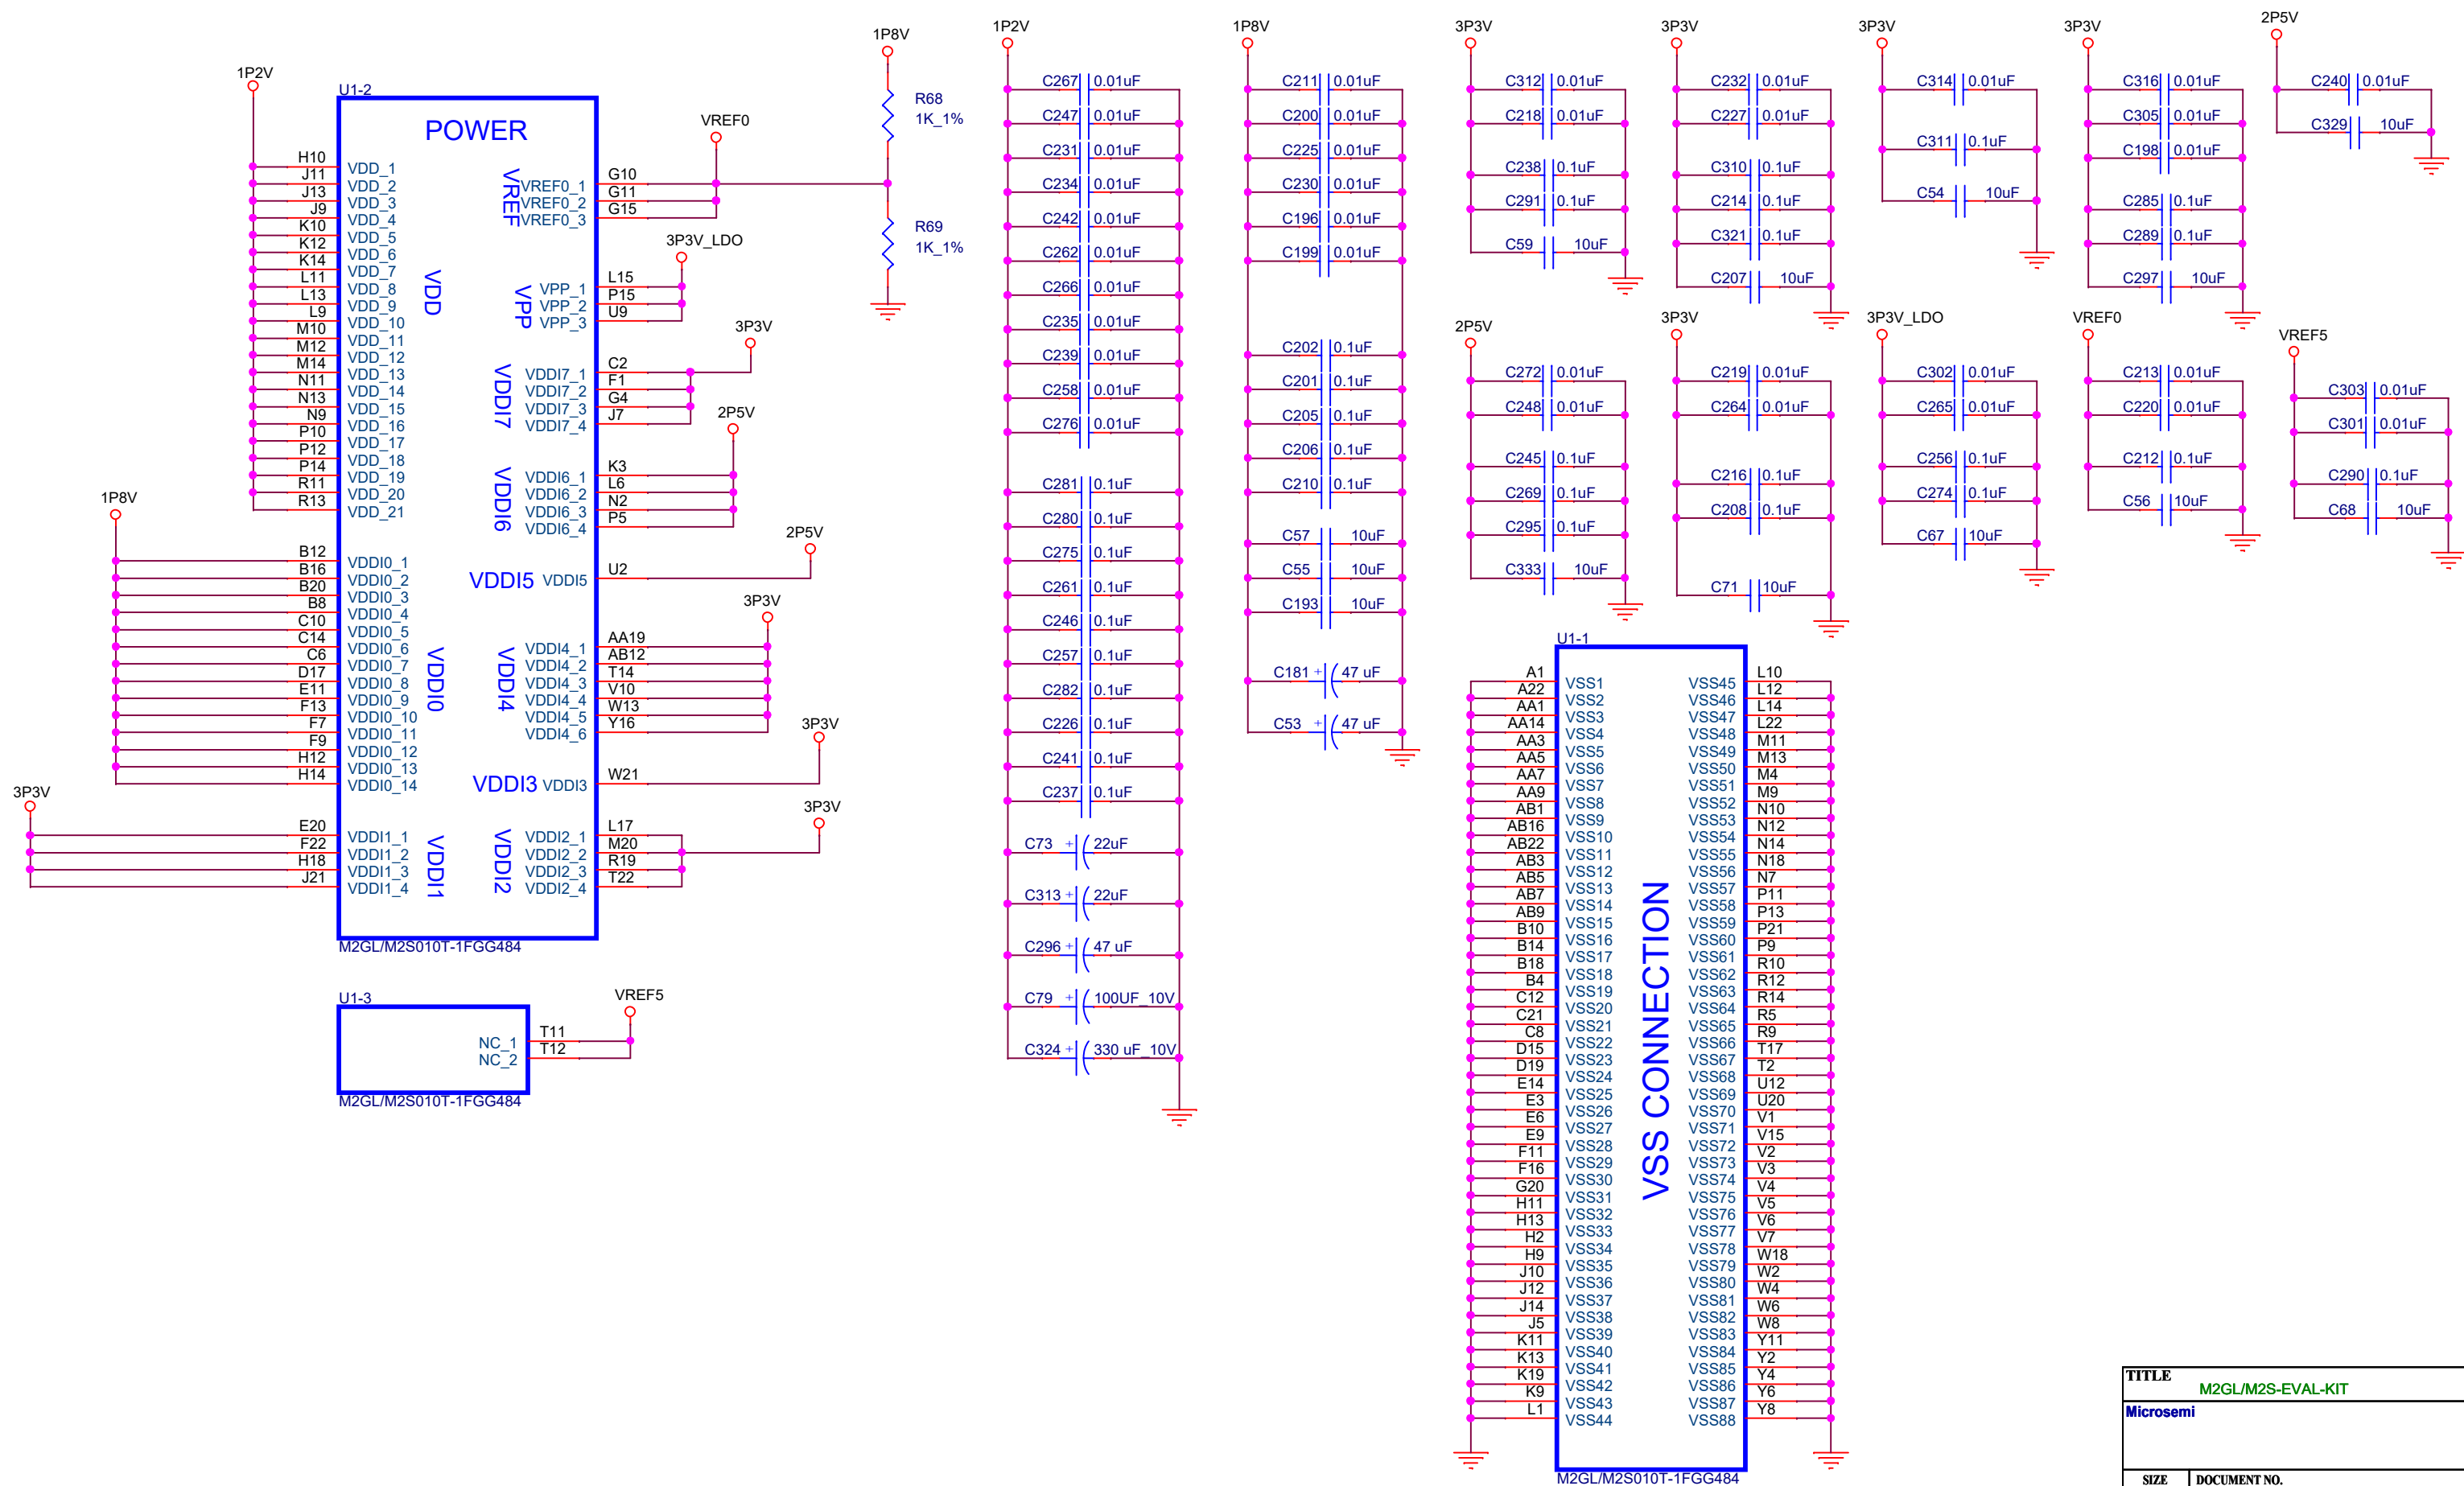 1P2V
U1-2
POWER
H10 VDD_1
J11 VDD_2
J13 VDD_3
J9 VDD_4
K10 VDD_5
K12 VDD_6
K14 VDD_7
L11 VDD_8
L13 VDD_9
L9 VDD_10
M10 VDD_11
M12 VDD_12
M14 VDD_13
N11 VDD_14
N13 VDD_15
N9 VDD_16
P10 VDD_17
P12 VDD_18
P14 VDD_19
R11 VDD_20
R13 VDD_21
VDD
1P8V
B12 VDDI0_1
B16 VDDI0_2
B20 VDDI0_3
B8 VDDI0_4
C10 VDDI0_5
C14 VDDI0_6
C6 VDDI0_7
D17 VDDI0_8
E11 VDDI0_9
F13 VDDI0_10
F7 VDDI0_11
F9 VDDI0_12
H12 VDDI0_13
H14 VDDI0_14
VDDI0
3P3V
E20 VDDI1_1
F22 VDDI1_2
H18 VDDI1_3
J21 VDDI1_4
VDDI1
VREF0
VREF
VREF0_1 G10
VREF0_2 G11
VREF0_3 G15
1P8V
R68
1K_1%
R69
1K_1%
3P3V_LDO
VPP
VPP_1 L15
VPP_2 P15
VPP_3 U9
3P3V
VDDI7
VDDI7_1 C2
VDDI7_2 F1
VDDI7_3 G4
VDDI7_4 J7
2P5V
VDDI6
VDDI6_1 K3
VDDI6_2 L6
VDDI6_3 N2
VDDI6_4 P5
2P5V
VDDI5 VDDI5 U2
3P3V
VDDI4
VDDI4_1 AA19
VDDI4_2 AB12
VDDI4_3 T14
VDDI4_4 V10
VDDI4_5 W13
VDDI4_6 Y16
3P3V
VDDI3 VDDI3 W21
3P3V
VDDI2
VDDI2_1 L17
VDDI2_2 M20
VDDI2_3 R19
VDDI2_4 T22
M2GL/M2S010T-1FGG484
U1-3
VREF5
NC_1 T11
NC_2 T12
M2GL/M2S010T-1FGG484
1P2V
C267 0.01uF
C247 0.01uF
C231 0.01uF
C234 0.01uF
C242 0.01uF
C262 0.01uF
C266 0.01uF
C235 0.01uF
C239 0.01uF
C258 0.01uF
C276 0.01uF
C281 0.1uF
C280 0.1uF
C275 0.1uF
C261 0.1uF
C246 0.1uF
C257 0.1uF
C282 0.1uF
C226 0.1uF
C241 0.1uF
C237 0.1uF
C73 + 22uF
C313 + 22uF
C296 + 47 uF
C79 + 100UF_10V
C324 + 330 uF_10V
1P8V
C211 0.01uF
C200 0.01uF
C225 0.01uF
C230 0.01uF
C196 0.01uF
C199 0.01uF
C202 0.1uF
C201 0.1uF
C205 0.1uF
C206 0.1uF
C210 0.1uF
C57 10uF
C55 10uF
C193 10uF
C181 + 47 uF
C53 + 47 uF
3P3V
C312 0.01uF
C218 0.01uF
C238 0.1uF
C291 0.1uF
C59 10uF
3P3V
C232 0.01uF
C227 0.01uF
C310 0.1uF
C214 0.1uF
C321 0.1uF
C207 10uF
3P3V
C314 0.01uF
C311 0.1uF
C54 10uF
3P3V
C316 0.01uF
C305 0.01uF
C198 0.01uF
C285 0.1uF
C289 0.1uF
C297 10uF
2P5V
C240 0.01uF
C329 10uF
2P5V
C272 0.01uF
C248 0.01uF
C245 0.1uF
C269 0.1uF
C295 0.1uF
C333 10uF
3P3V
C219 0.01uF
C264 0.01uF
C216 0.1uF
C208 0.1uF
C71 10uF
3P3V_LDO
C302 0.01uF
C265 0.01uF
C256 0.1uF
C274 0.1uF
C67 10uF
VREF0
C213 0.01uF
C220 0.01uF
C212 0.1uF
C56 10uF
VREF5
C303 0.01uF
C301 0.01uF
C290 0.1uF
C68 10uF
U1-1
VSS CONNECTION
A1 VSS1 VSS45 L10
A22 VSS2 VSS46 L12
AA1 VSS3 VSS47 L14
AA14 VSS4 VSS48 L22
AA3 VSS5 VSS49 M11
AA5 VSS6 VSS50 M13
AA7 VSS7 VSS51 M4
AA9 VSS8 VSS52 M9
AB1 VSS9 VSS53 N10
AB16 VSS10 VSS54 N12
AB22 VSS11 VSS55 N14
AB3 VSS12 VSS56 N18
AB5 VSS13 VSS57 N7
AB7 VSS14 VSS58 P11
AB9 VSS15 VSS59 P13
B10 VSS16 VSS60 P21
B14 VSS17 VSS61 P9
B18 VSS18 VSS62 R10
B4 VSS19 VSS63 R12
C12 VSS20 VSS64 R14
C21 VSS21 VSS65 R5
C8 VSS22 VSS66 R9
D15 VSS23 VSS67 T17
D19 VSS24 VSS68 T2
E14 VSS25 VSS69 U12
E3 VSS26 VSS70 U20
E6 VSS27 VSS71 V1
E9 VSS28 VSS72 V15
F11 VSS29 VSS73 V2
F16 VSS30 VSS74 V3
G20 VSS31 VSS75 V4
H11 VSS32 VSS76 V5
H13 VSS33 VSS77 V6
H2 VSS34 VSS78 V7
H9 VSS35 VSS79 W18
J10 VSS36 VSS80 W2
J12 VSS37 VSS81 W4
J14 VSS38 VSS82 W6
J5 VSS39 VSS83 W8
K11 VSS40 VSS84 Y11
K13 VSS41 VSS85 Y2
K19 VSS42 VSS86 Y4
K9 VSS43 VSS87 Y6
L1 VSS44 VSS88 Y8
M2GL/M2S010T-1FGG484
TITLE
M2GL/M2S-EVAL-KIT
Microsemi
SIZE DOCUMENT NO.